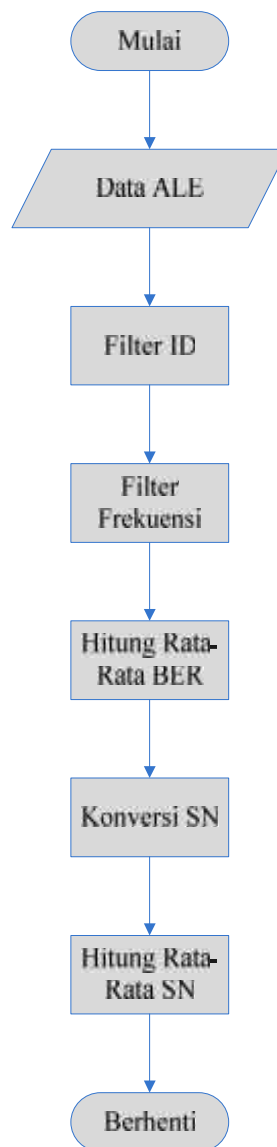 Mulai
Data ALE
Filter ID
Filter
Frekuensi
Hitung Rata-
Rata BER
Konversi SN
Hitung Rata-
Rata SN
Berhenti